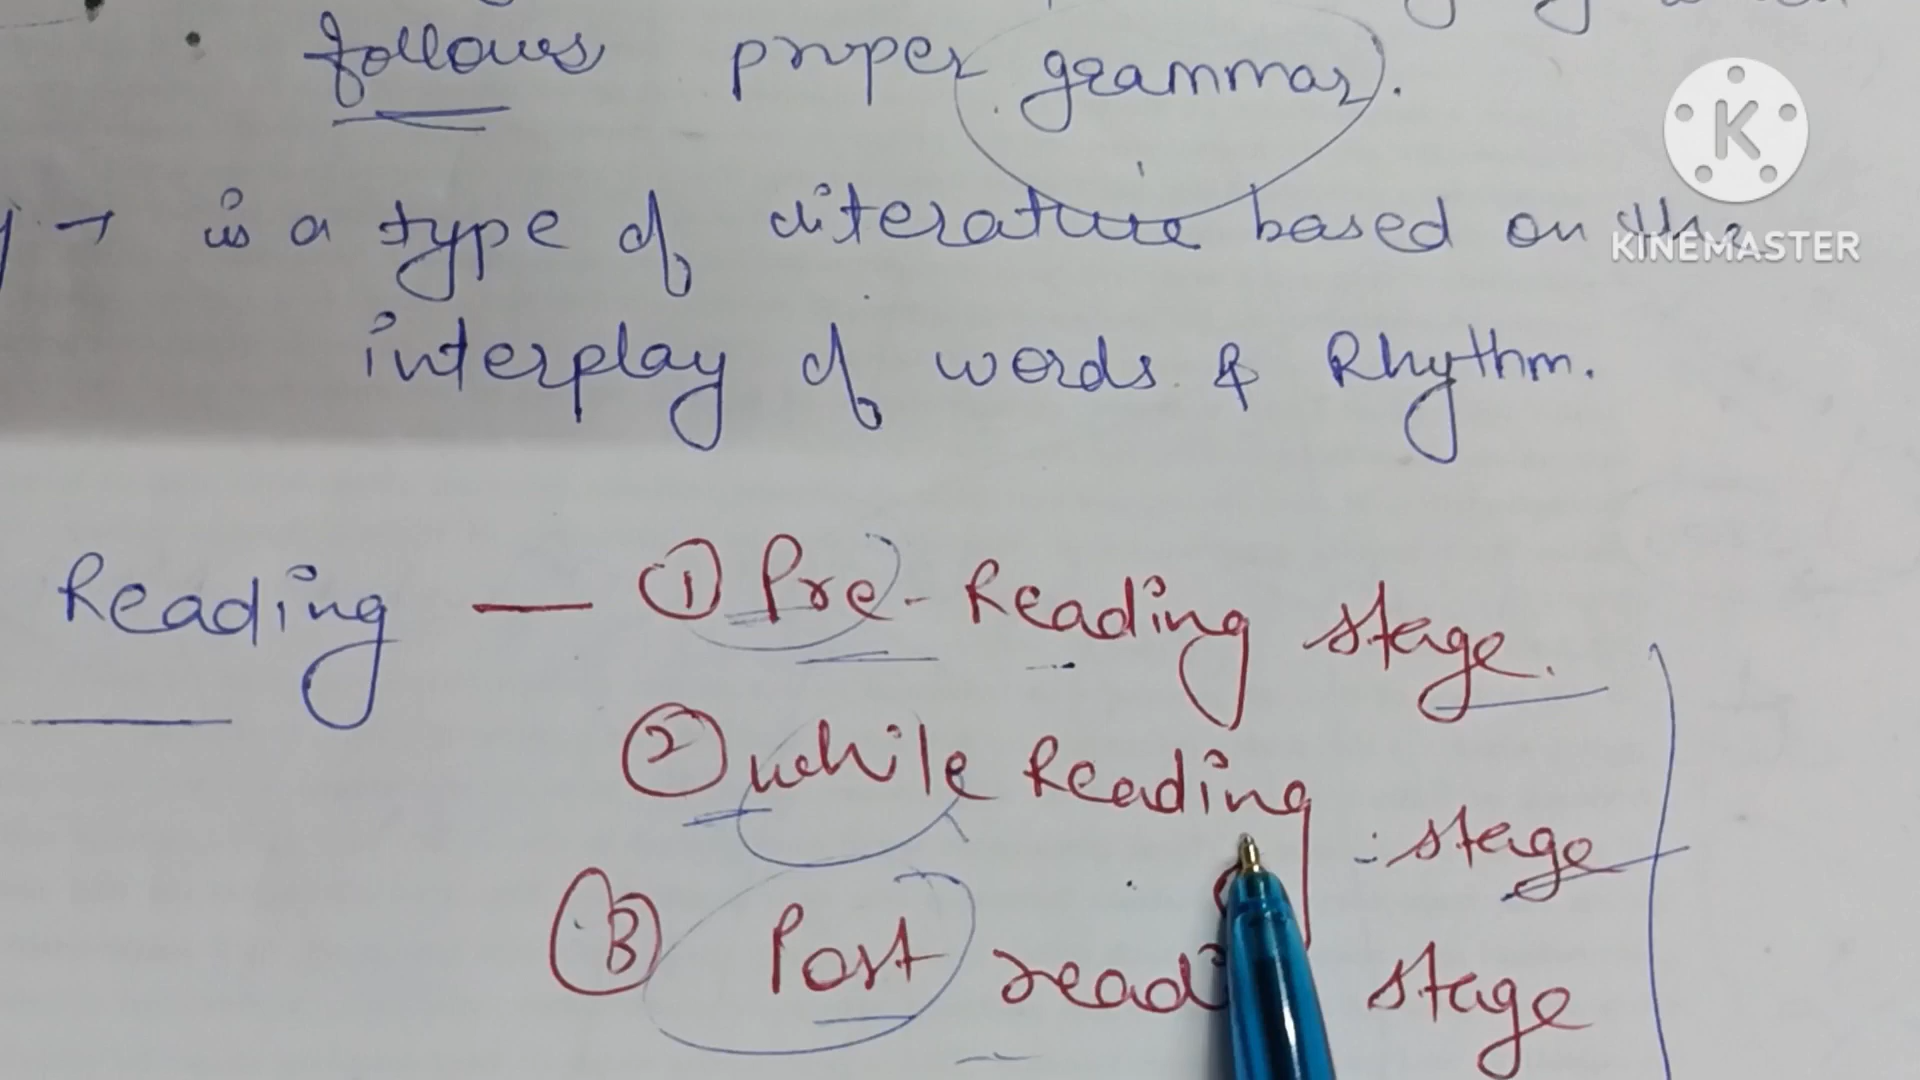 follows proper grammar.
y → is a type of literature based on the
interplay of words & Rhythm.
Reading — ① Pre-Reading stage.
② while Reading - stage
③ Post read stage
K
KINEMASTER